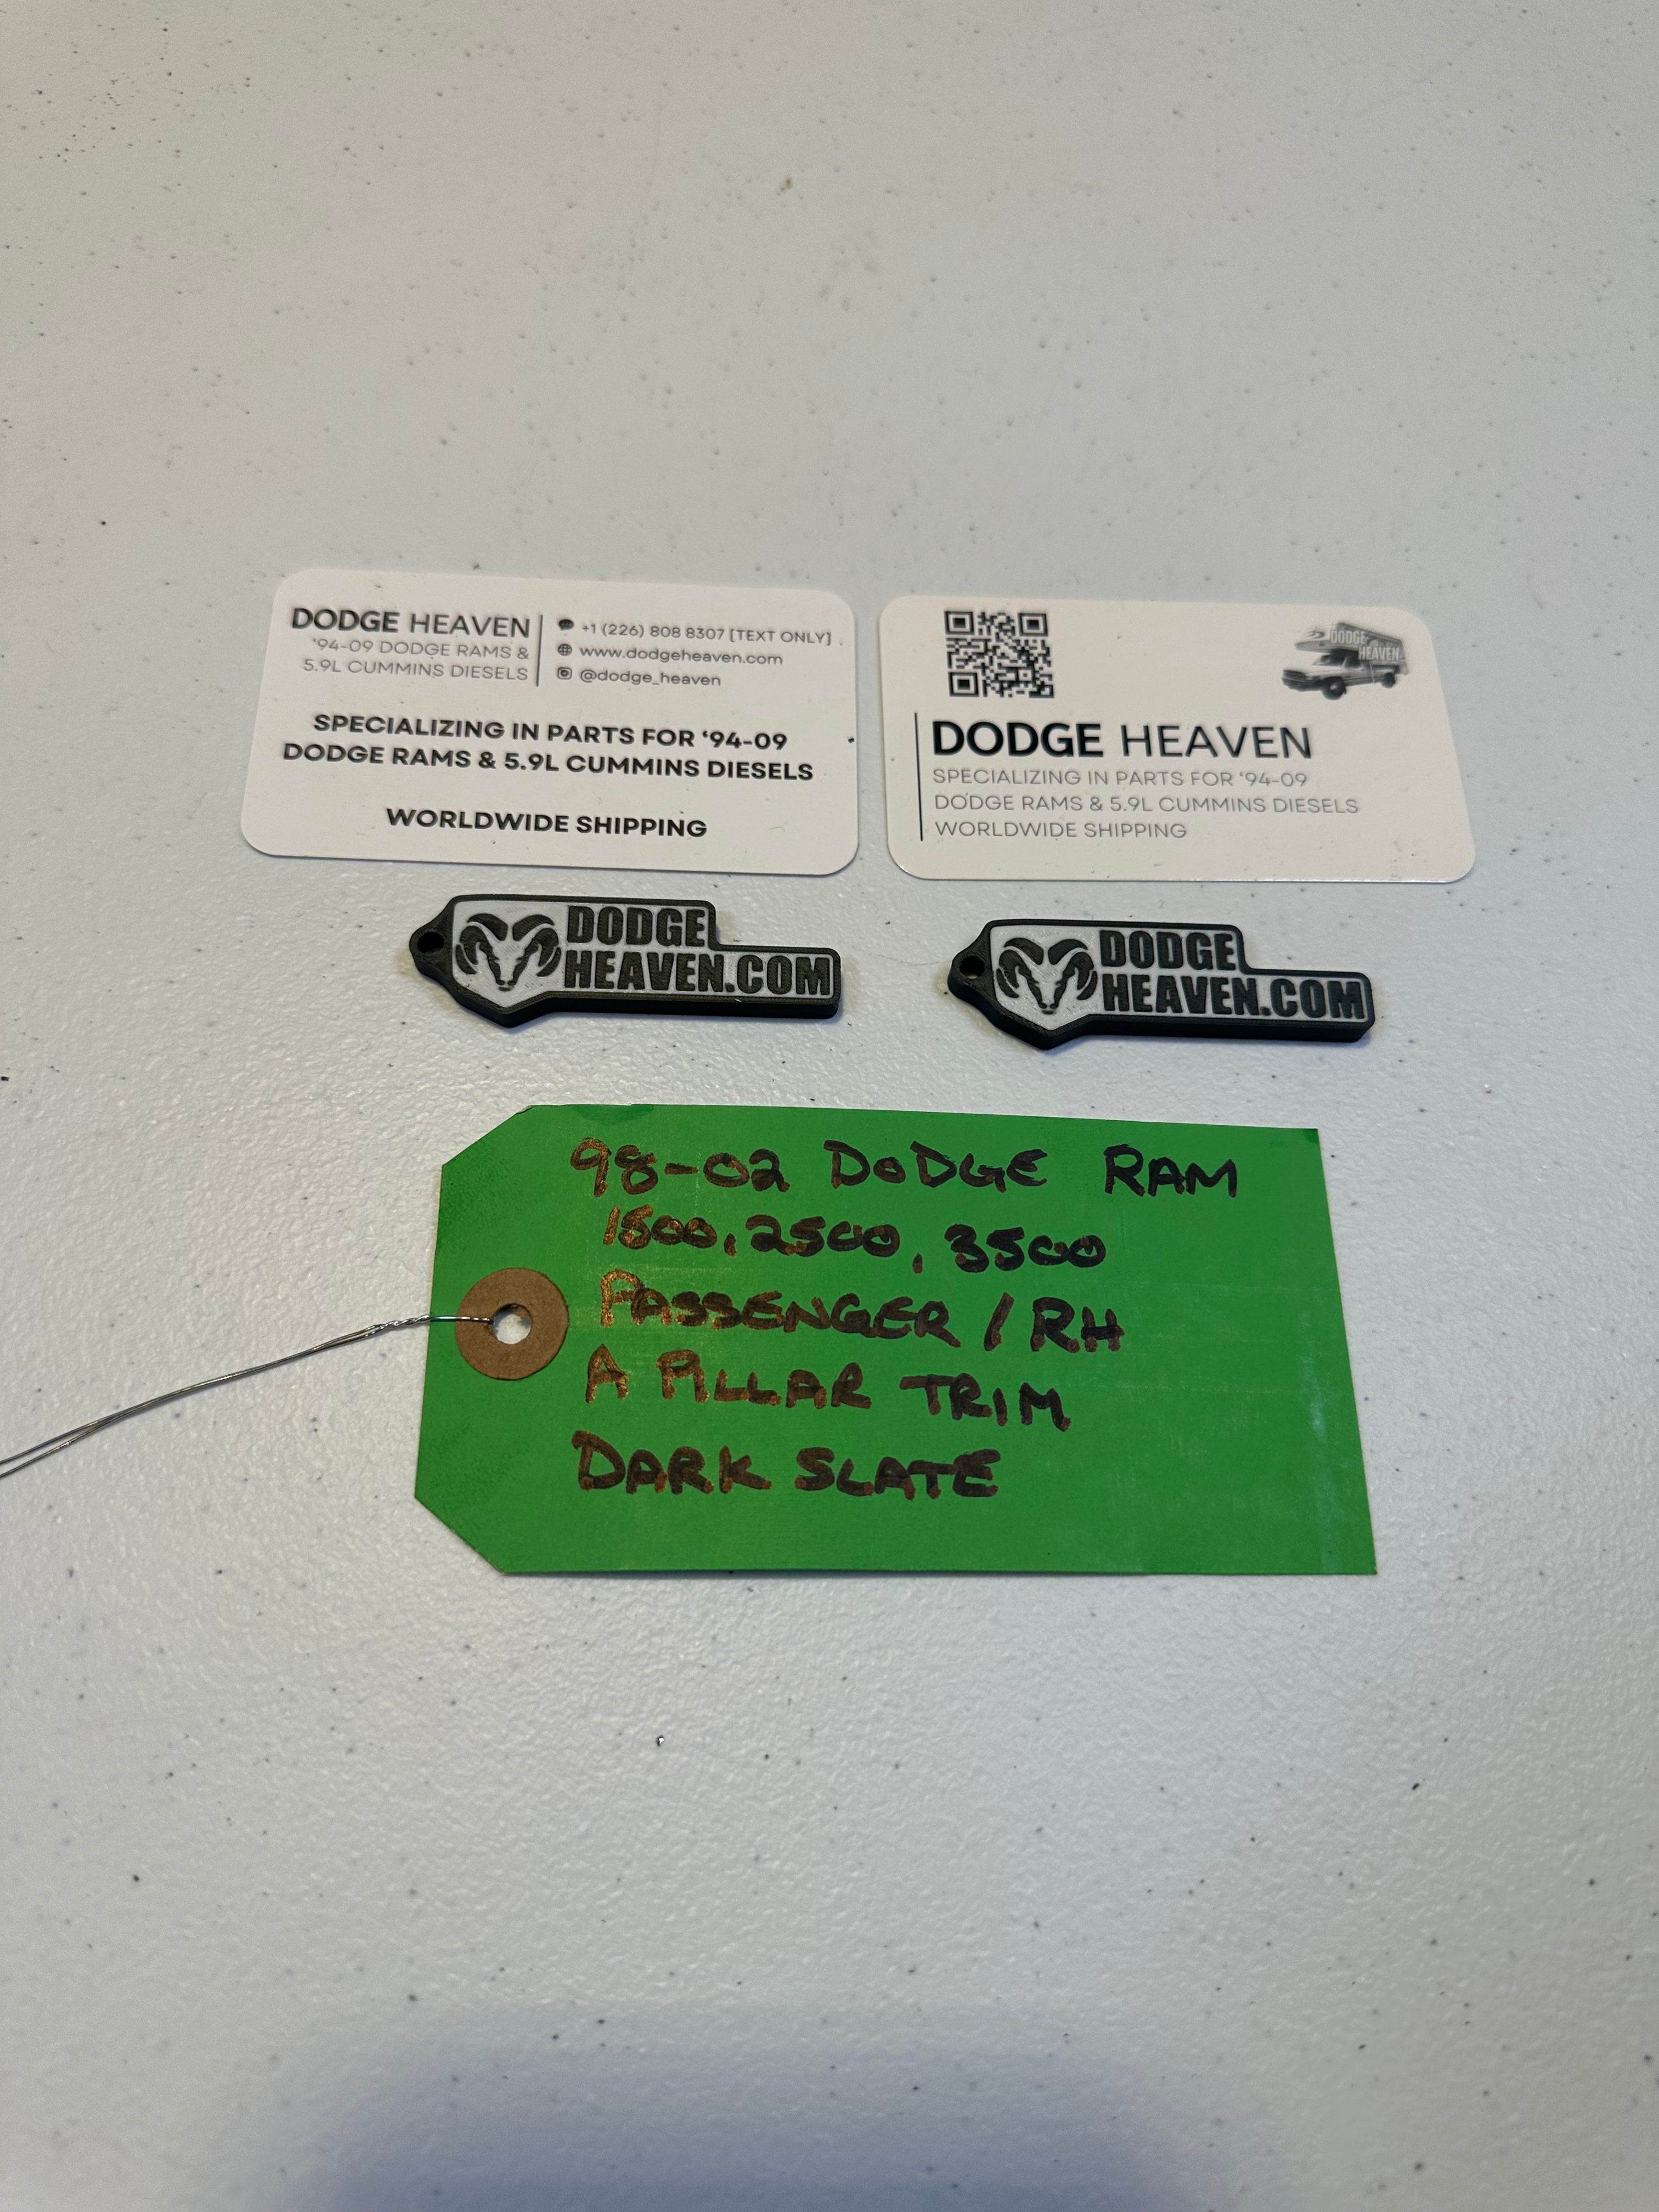 DODGE HEAVEN
'94-09 DODGE RAMS &
5.9L CUMMINS DIESELS
+1 (226) 808 8307 [TEXT ONLY]
www.dodgeheaven.com
@dodge_heaven
SPECIALIZING IN PARTS FOR '94-09
DODGE RAMS & 5.9L CUMMINS DIESELS
WORLDWIDE SHIPPING
DODGE
HEAVEN
DODGE HEAVEN
SPECIALIZING IN PARTS FOR '94-09
DODGE RAMS & 5.9L CUMMINS DIESELS
WORLDWIDE SHIPPING
DODGE
HEAVEN.COM
DODGE
HEAVEN.COM
98-02 DODGE RAM
1500, 2500, 3500
PASSENGER / RH
A PILLAR TRIM
DARK SLATE